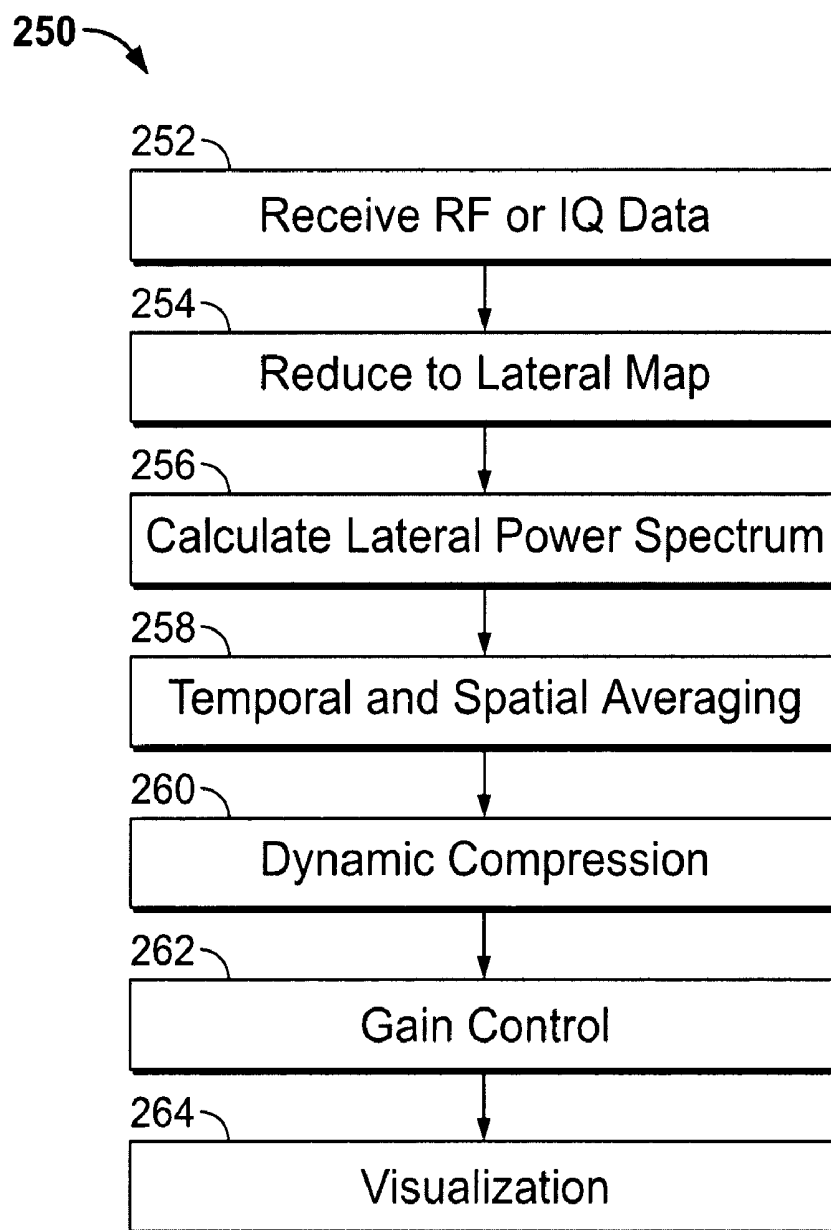 250
252
Receive RF or IQ Data
254
Reduce to Lateral Map
256
Calculate Lateral Power Spectrum
258
Temporal and Spatial Averaging
260
Dynamic Compression
262
Gain Control
264
Visualization